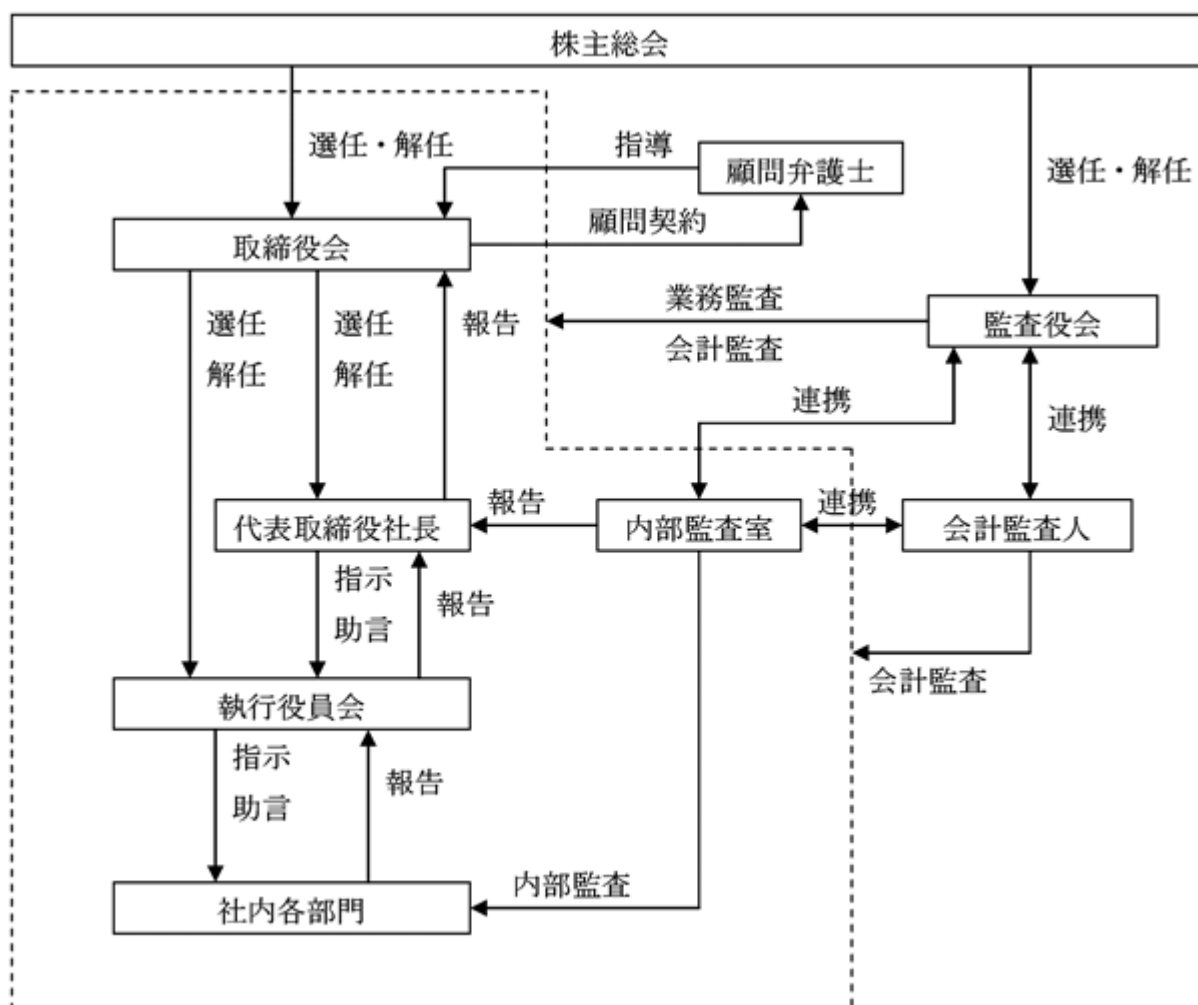 株主総会
選任・解任
指導
顧問弁護士
選任・解任
取締役会
顧問契約
選任
解任
選任
解任
報告
業務監査
会計監査
監査役会
連携
連携
代表取締役社長
報告
内部監査室
連携
会計監査人
指示
助言
報告
会計監査
執行役員会
指示
助言
報告
社内各部門
内部監査